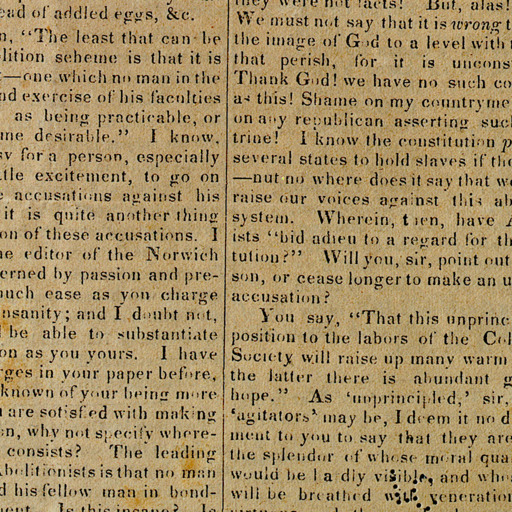 ead of addled eggs, &c.
n, "The least that can be
lition scheme is that it is
—one which no man in the
nd exercise of his faculties
as being practicable, or
me desirable." I know,
sy for a person, especially
tle excitement, to go on
accusations against his
it is quite another thing
on of these accusations. I
he editor of the Norwich
erned by passion and pre-
much ease as you charge
nsanity; and I doubt not,
be able to substantiate
on as you yours. I have
rges in your paper before,
known of your being more
are sotisfied with making
n, why not specify where-
consists? The leading
bolitionists is that no man
d his fellow man in bond-
Is this insane? Is
they were not facts! But, alas!
We must not say that it is wrong t
the image of God to a level with
that perish, for it is uncons
Thank God! we have no such co
as this! Shame on my countryme
on any republican asserting such
trine! I know the constitution p
several states to hold slaves if the
—nut no where does it say that we
raise our voices against this ab
system. Wherein, then, have A
ists "bid adieu to a regard for th
tution?" Will you, sir, point out
son, or cease longer to make an u
accusation?
You say, "That this unprinc
position to the labors of the Col
Society will raise up many warm
the latter there is abundant g
hope." As 'unprincipled,' sir,
'agitators' may be, I deem it no d
ment to you to say that they are
the splendor of whose moral qua
would be hadly visible, and who
will be breathed with veneration